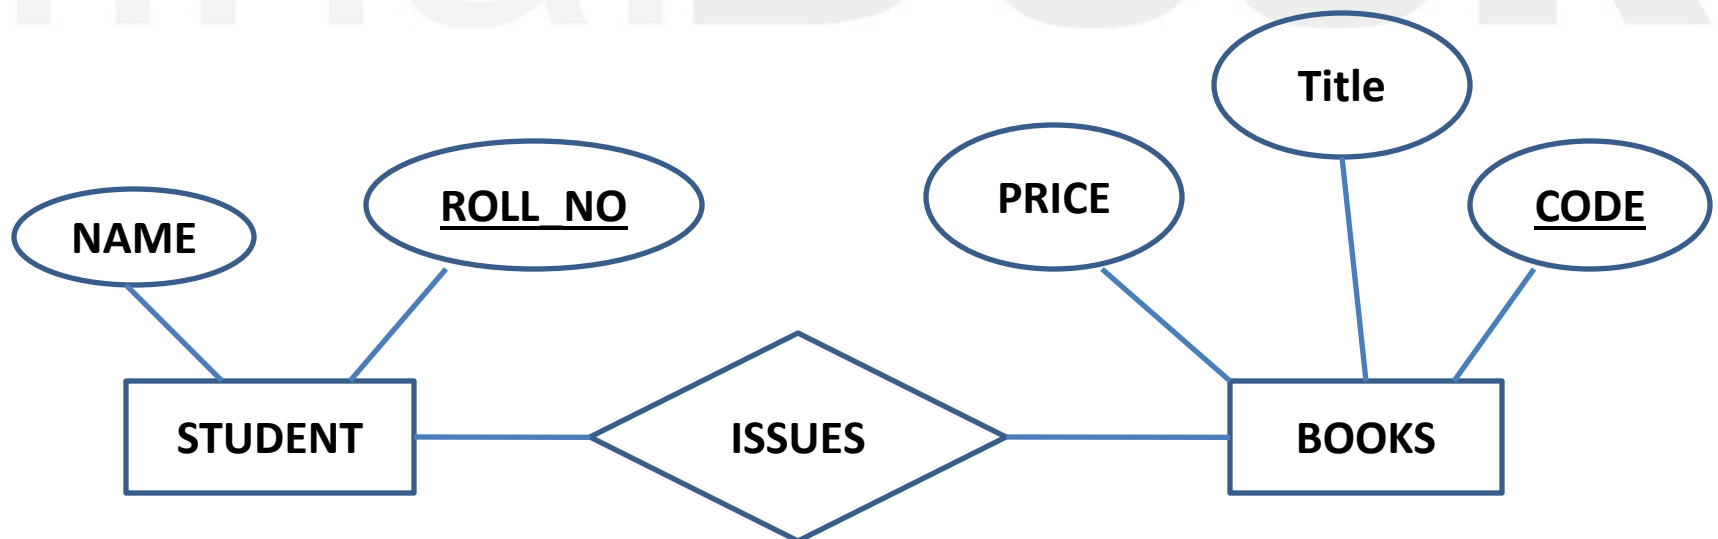 Title
PRICE
CODE
ROLL_NO
NAME
STUDENT
ISSUES
BOOKS